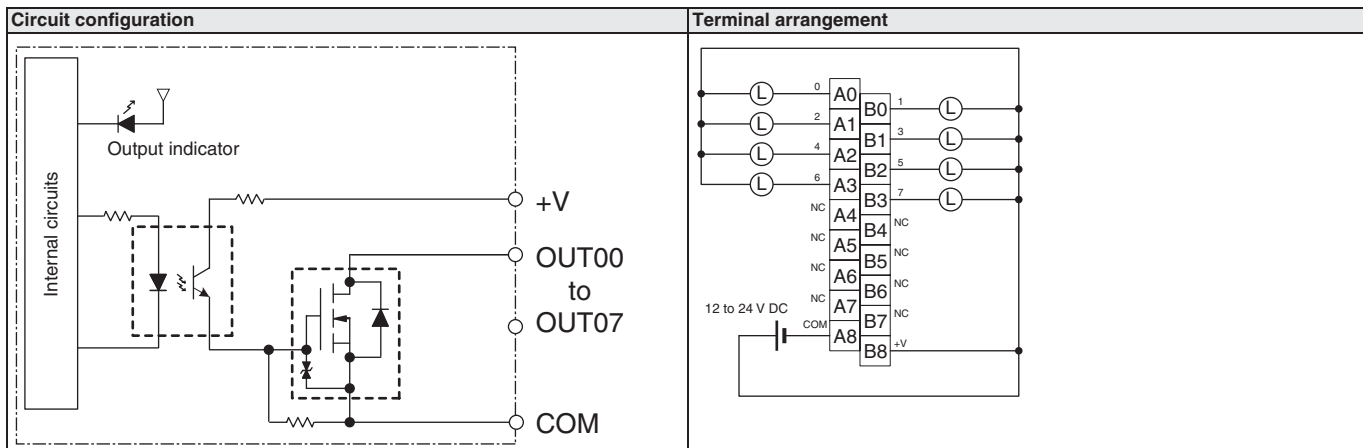 Circuit configuration
Terminal arrangement
Output indicator
Internal circuits
+V
OUT00
to
OUT07
COM
0 A0
B0 1
2 A1
B1 3
4 A2
B2 5
6 A3
B3 7
NC A4
B4 NC
NC A5
B5 NC
NC A6
B6 NC
NC A7
B7 NC
12 to 24 V DC
COM A8
B8 +V
L
L
L
L
L
L
L
L